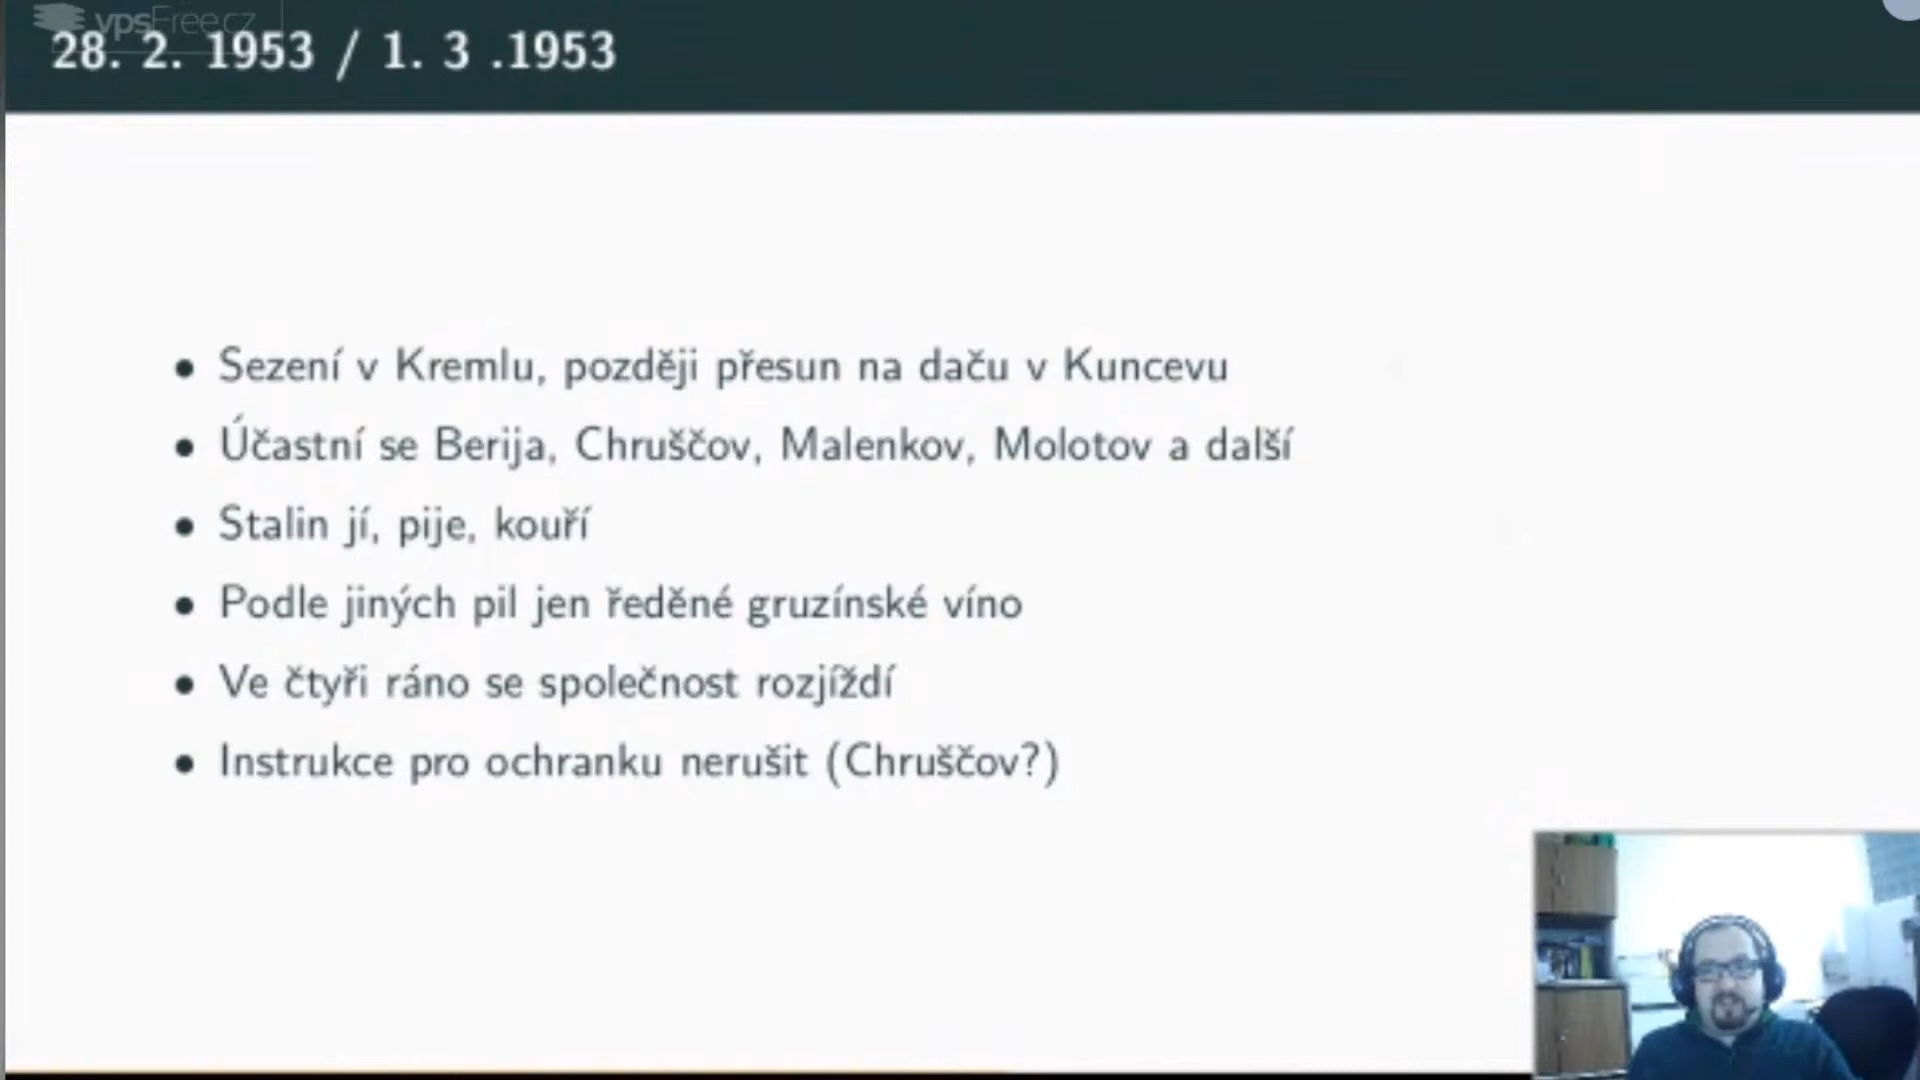 vpsFree.cz
28. 2. 1953 / 1. 3 .1953
• Sezení v Kremlu, později přesun na daču v Kuncevu
• Účastní se Berija, Chruščov, Malenkov, Molotov a další
• Stalin jí, pije, kouří
• Podle jiných pil jen ředěné gruzínské víno
• Ve čtyři ráno se společnost rozjíždí
• Instrukce pro ochranku nerušit (Chruščov?)